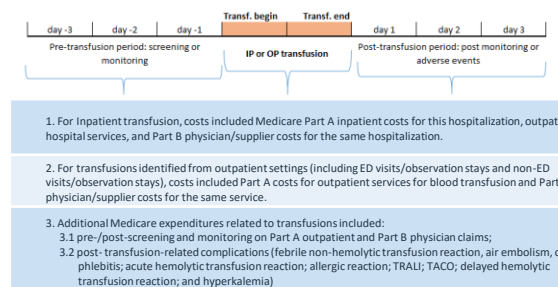 Transf. begin Transf. end
day -3 day -2 day -1 day 1 day 2 day 3
Pre-transfusion period: screening or
monitoring
IP or OP transfusion
Post-transfusion period: post monitoring or
adverse events
1. For Inpatient transfusion, costs included Medicare Part A inpatient costs for this hospitalization, outpat
hospital services, and Part B physician/supplier costs for the same hospitalization.
2. For transfusions identified from outpatient settings (including ED visits/observation stays and non-ED
visits/observation stays), costs included Part A costs for outpatient services for blood transfusion and Part
physician/supplier costs for the same service.
3. Additional Medicare expenditures related to transfusions included:
3.1 pre-/post-screening and monitoring on Part A outpatient and Part B physician claims;
3.2 post- transfusion-related complications (febrile non-hemolytic transfusion reaction, air embolism,
phlebitis; acute hemolytic transfusion reaction; allergic reaction; TRALI; TACO; delayed hemolytic
transfusion reaction; and hyperkalemia)